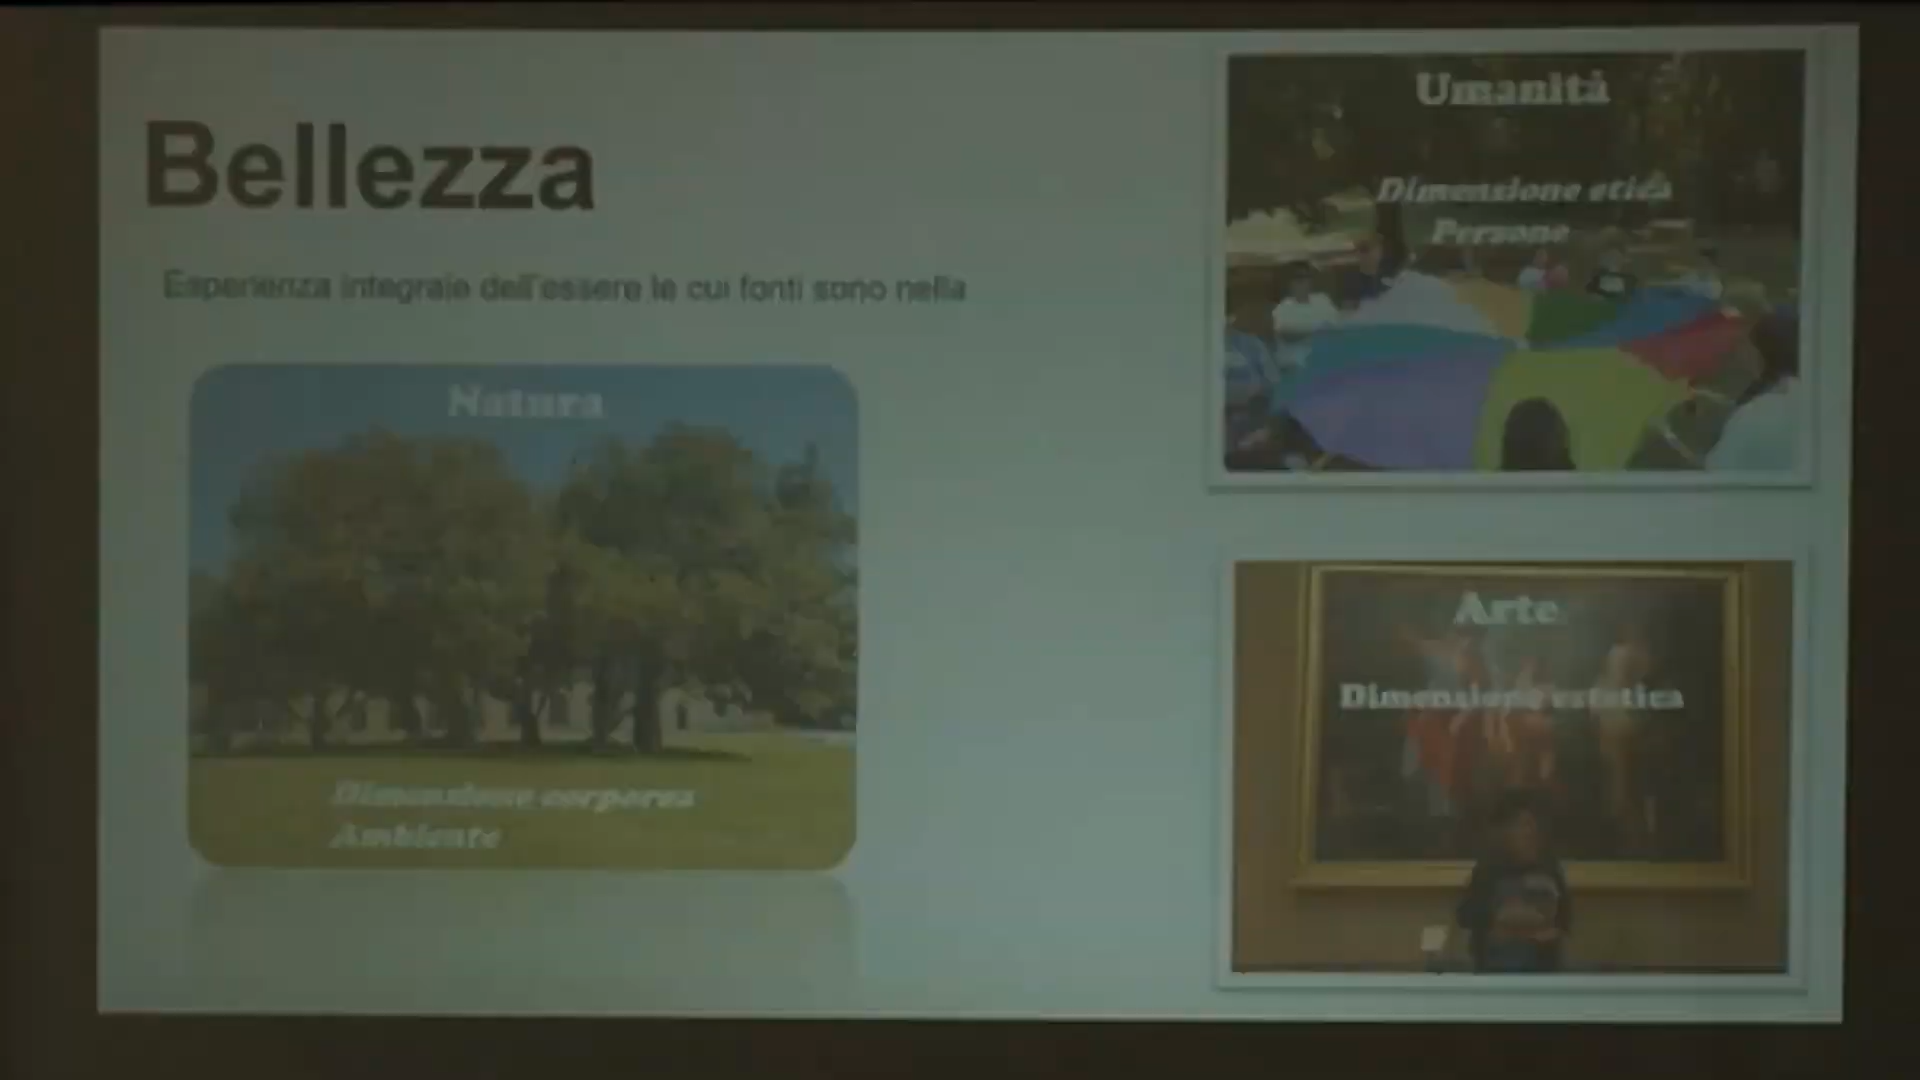 Bellezza
Esperienza integrale dell'essere le cui fonti sono nella
Natura
Dimensione corporea
Ambiente
Umanità
Dimensione etica
Persone
Arte
Dimensione estetica